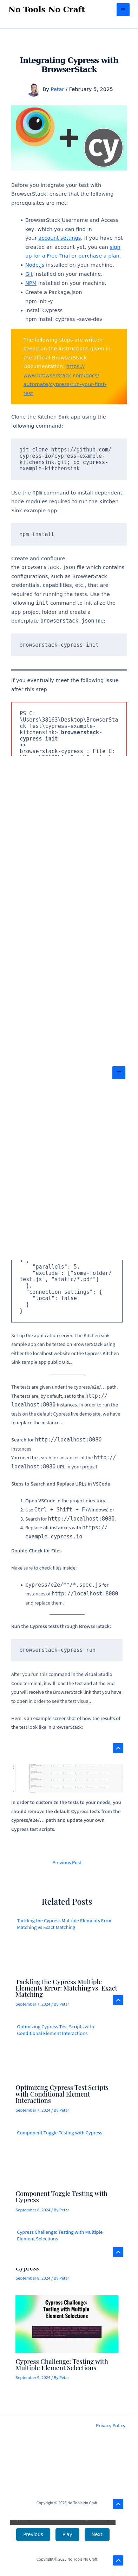 No Tools No Craft
Integrating Cypress with
BrowserStack
By Petar / February 5, 2025
Before you integrate your test suite with
BrowserStack, ensure that the following
prerequisites are met:
BrowserStack Username and Access
key, which you can find in
your account settings. If you have not
created an account yet, you can sign
up for a Free Trial or purchase a plan.
Node.js installed on your machine.
Git installed on your machine.
NPM installed on your machine.
Create a Package.json
npm init -y
Install Cypress
npm install cypress –save-dev
The following steps are written
based on the instructions given in
the official BrowserStack
Documentation: https://
www.browserstack.com/docs/
automate/cypress/run-your-first-
test
Clone the Kitchen Sink app using the
following command:
git clone https://github.com/
cypress-io/cypress-example-
kitchensink.git; cd cypress-
example-kitchensink
Use the npm command to install dependent
node modules required to run the Kitchen
Sink example app:
npm install
Create and configure
the browserstack.json file which contains
configurations, such as BrowserStack
credentials, capabilities, etc., that are
required for running tests. Use the
following init command to initialize the
app project folder and create a
boilerplate browserstack.json file:
browserstack-cypress init
If you eventually meet the following issue
after this step
PS C:
\Users\38163\Desktop\BrowserSta
ck_Test\cypress-example-
kitchensink> browserstack-
cypress init
>>
browserstack-cypress : File C:
"parallels": 5,
"exclude": ["some-folder/
test.js", "static/*.pdf"]
},
"connection_settings": {
"local": false
}
}
Set up the application server. The Kitchen sink
sample app can be tested on BrowserStack using
either the localhost website or the Cypress-Kitchen
Sink sample app public URL.
The tests are given under the cypress/e2e/… path.
The tests are, by default, set to the http://
localhost:8080 instances. In order to run the
tests on the default Cypress live demo site, we have
to replace the instances.
Search for http://localhost:8080
instances
You need to search for instances of the http://
localhost:8080 URL in your project.
Steps to Search and Replace URLs in VSCode
1. Open VSCode in the project directory.
2. Use Ctrl + Shift + F (Windows) or
3. Search for http://localhost:8080.
4. Replace all instances with https://
example.cypress.io.
Double-Check for Files
Make sure to check files inside:
cypress/e2e/**/*.spec.js for
instances of http://localhost:8080
and replace them.
Run the Cypress tests through BrowserStack:
browserstack-cypress run
After you run this command in the Visual Studio
Code terminal, it will load the test and at the end
you will receive the BrowserStack link that you have
to open in order to see the test visual.
Here is an example screenshot of how the results of
the test look like in BrowserStack:
In order to customize the tests to your needs, you
should remove the default Cypress tests from the
cypress/e2e/… path and update your own
Cypress test scripts.
Previous Post
Related Posts
Tackling the Cypress Multiple Elements Error
Matching vs Exact Matching
Tackling the Cypress Multiple
Elements Error: Matching vs. Exact
Matching
September 7, 2024 / By Petar
Optimizing Cypress Test Scripts with
Conditional Element Interactions
Optimizing Cypress Test Scripts
with Conditional Element
Interactions
September 7, 2024 / By Petar
Component Toggle Testing with Cypress
Component Toggle Testing with
Cypress
September 6, 2024 / By Petar
Cypress Challenge: Testing with Multiple
Element Selections
Cypress
September 6, 2024 / By Petar
Cypress Challenge:
Testing with Multiple
Element Selections
Cypress Challenge: Testing with
Multiple Element Selections
September 5, 2024 / By Petar
Privacy Policy
Copyright © 2025 No Tools No Craft
Previous
Play
Next
Copyright © 2025 No Tools No Craft